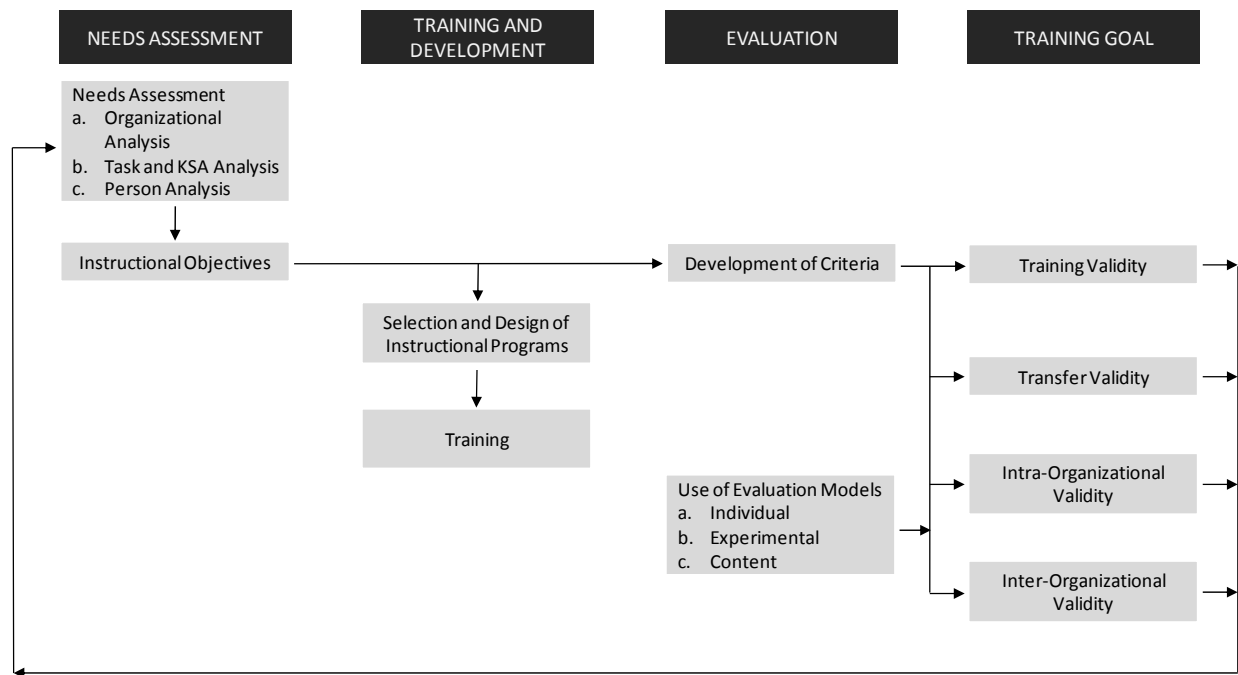 NEEDS ASSESSMENT
TRAINING AND
DEVELOPMENT
EVALUATION
TRAINING GOAL
Needs Assessment
a. Organizational
Analysis
b. Task and KSA Analysis
c. Person Analysis
Instructional Objectives
Selection and Design of
Instructional Programs
Training
Development of Criteria
Use of Evaluation Models
a. Individual
b. Experimental
c. Content
Training Validity
Transfer Validity
Intra-Organizational
Validity
Inter-Organizational
Validity